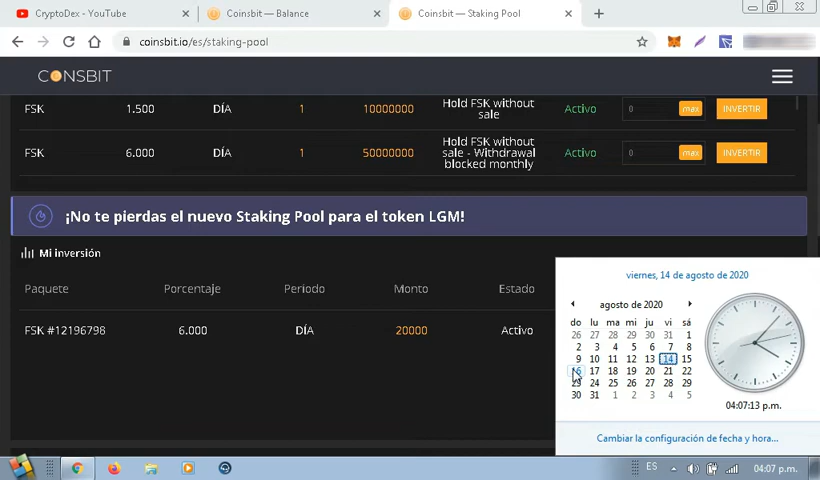 CryptoDex - YouTube
Coinsbit — Balance
Coinsbit — Staking Pool
coinsbit.io/es/staking-pool
CONSBIT
FSK 1.500 DÍA 1 10000000 Hold FSK without sale Activo 0 max INVERTIR
FSK 6.000 DÍA 1 50000000 Hold FSK without sale - Withdrawal blocked monthly Activo 0 max INVERTIR
¡No te pierdas el nuevo Staking Pool para el token LGM!
Mi inversión
Paquete Porcentaje Periodo Monto Estado
FSK #12196798 6.000 DÍA 20000 Activo
viernes, 14 de agosto de 2020
agosto de 2020
do lu ma mi ju vi sá
26 27 28 29 30 31 1
2 3 4 5 6 7 8
9 10 11 12 13 14 15
16 17 18 19 20 21 22
23 24 25 26 27 28 29
30 31 1 2 3 4 5
04:07:13 p.m.
Cambiar la configuración de fecha y hora...
ES 04:07 p.m.